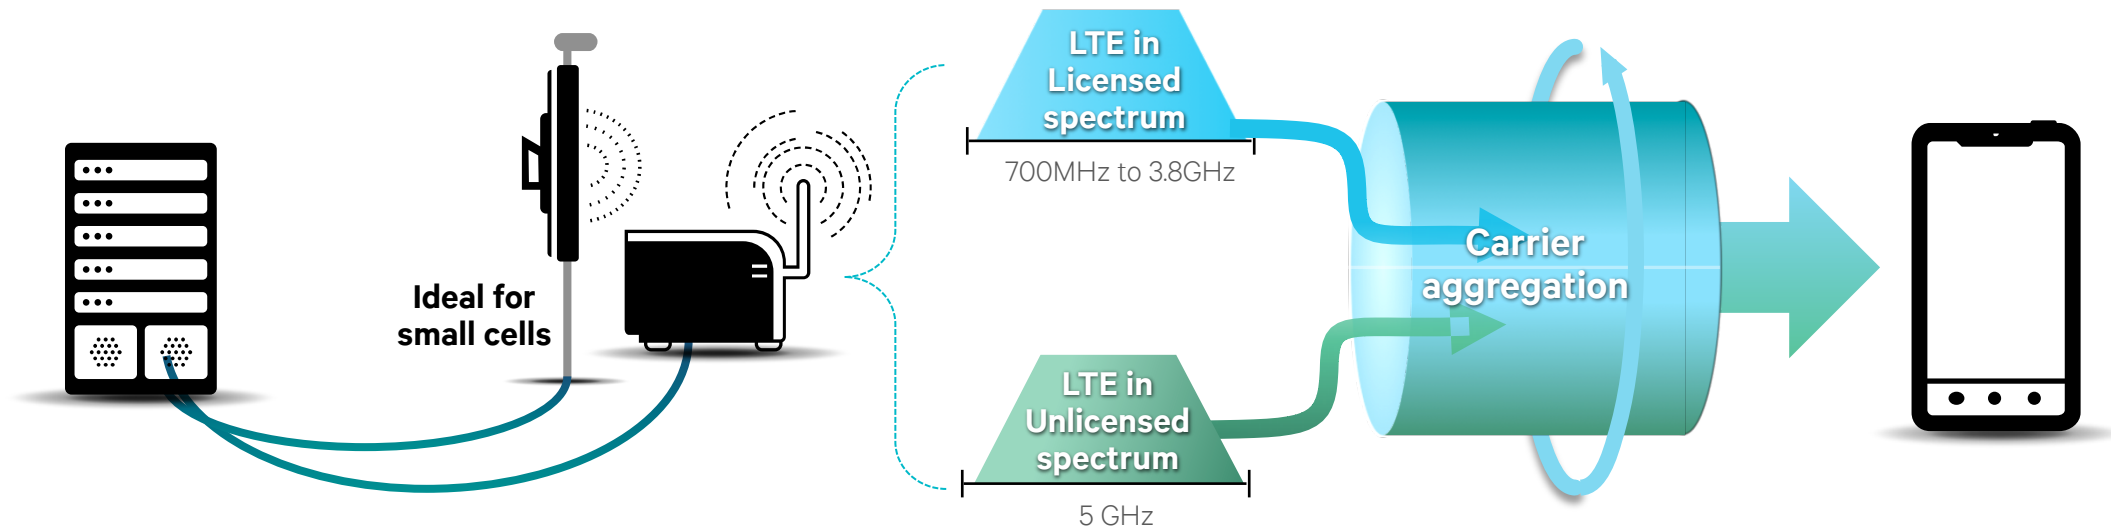 Ideal for
small cells
LTE in
Licensed
spectrum
700MHz to 3.8GHz
LTE in
Unlicensed
spectrum
5 GHz
Carrier
aggregation